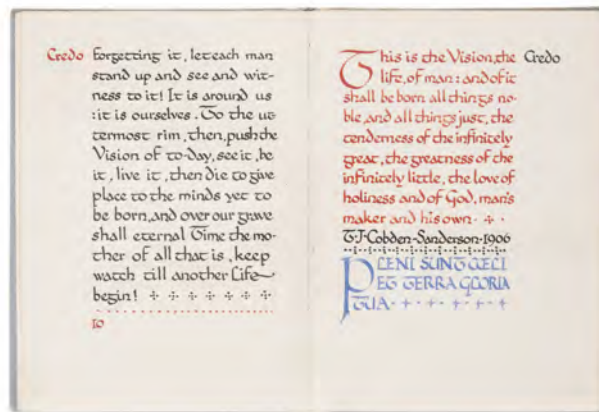 Credo forgetting it, let each man
stand up and see and wit-
ness to it! It is around us
: it is ourselves. To the ut
termost rim, then, push the
Vision of to-day, see it, be
it, live it, then die to give
place to the minds yet to
be born, and over our grave
shall eternal Time the mo-
ther of all that is, keep
watch till another Life
begin!
10
This is the Vision, the Credo
life, of man: and of it
shall be born all things no-
ble and all things just, the
tenderness of the infinitely
great, the greatness of the
infinitely little, the love of
holiness and of God, man's
maker and his own
T·J·Cobden-Sanderson·1906
PLENI SUNT CŒLI
ET TERRA GLORIA
TUA